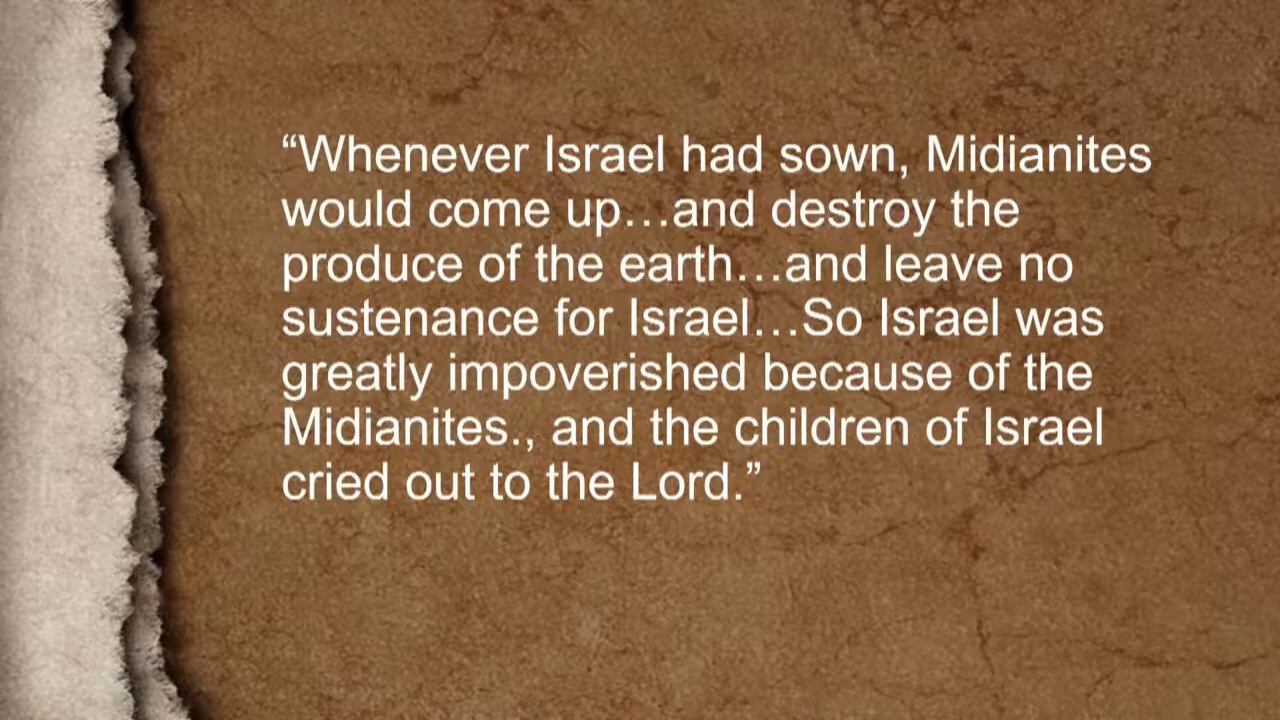 “Whenever Israel had sown, Midianites
would come up…and destroy the
produce of the earth…and leave no
sustenance for Israel…So Israel was
greatly impoverished because of the
Midianites., and the children of Israel
cried out to the Lord.”